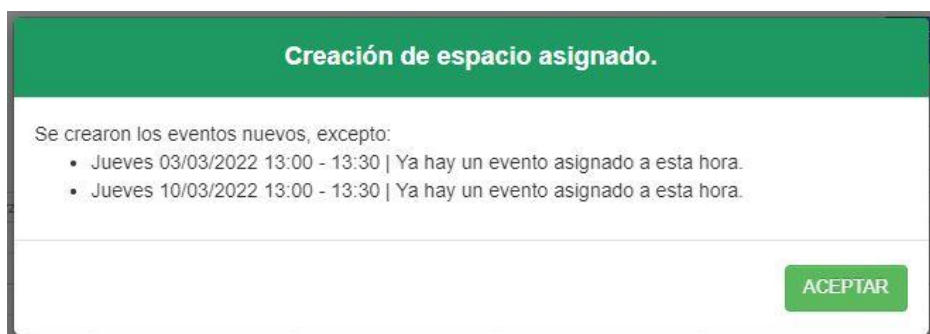 Creación de espacio asignado.
Se crearon los eventos nuevos, excepto:
• Jueves 03/03/2022 13:00 - 13:30 | Ya hay un evento asignado a esta hora.
• Jueves 10/03/2022 13:00 - 13:30 | Ya hay un evento asignado a esta hora.
ACEPTAR